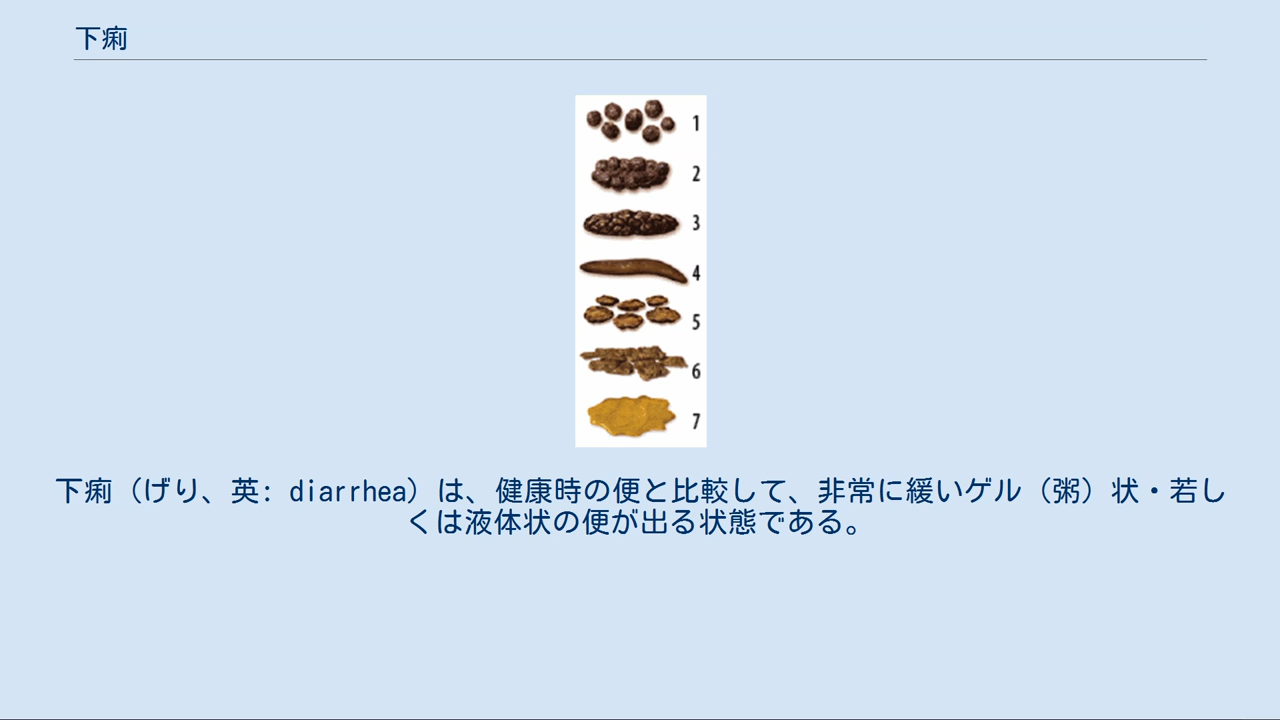 下痢
1
2
3
4
5
6
7
下痢（げり、英: diarrhea）は、健康時の便と比較して、非常に緩いゲル（粥）状・若し
くは液体状の便が出る状態である。